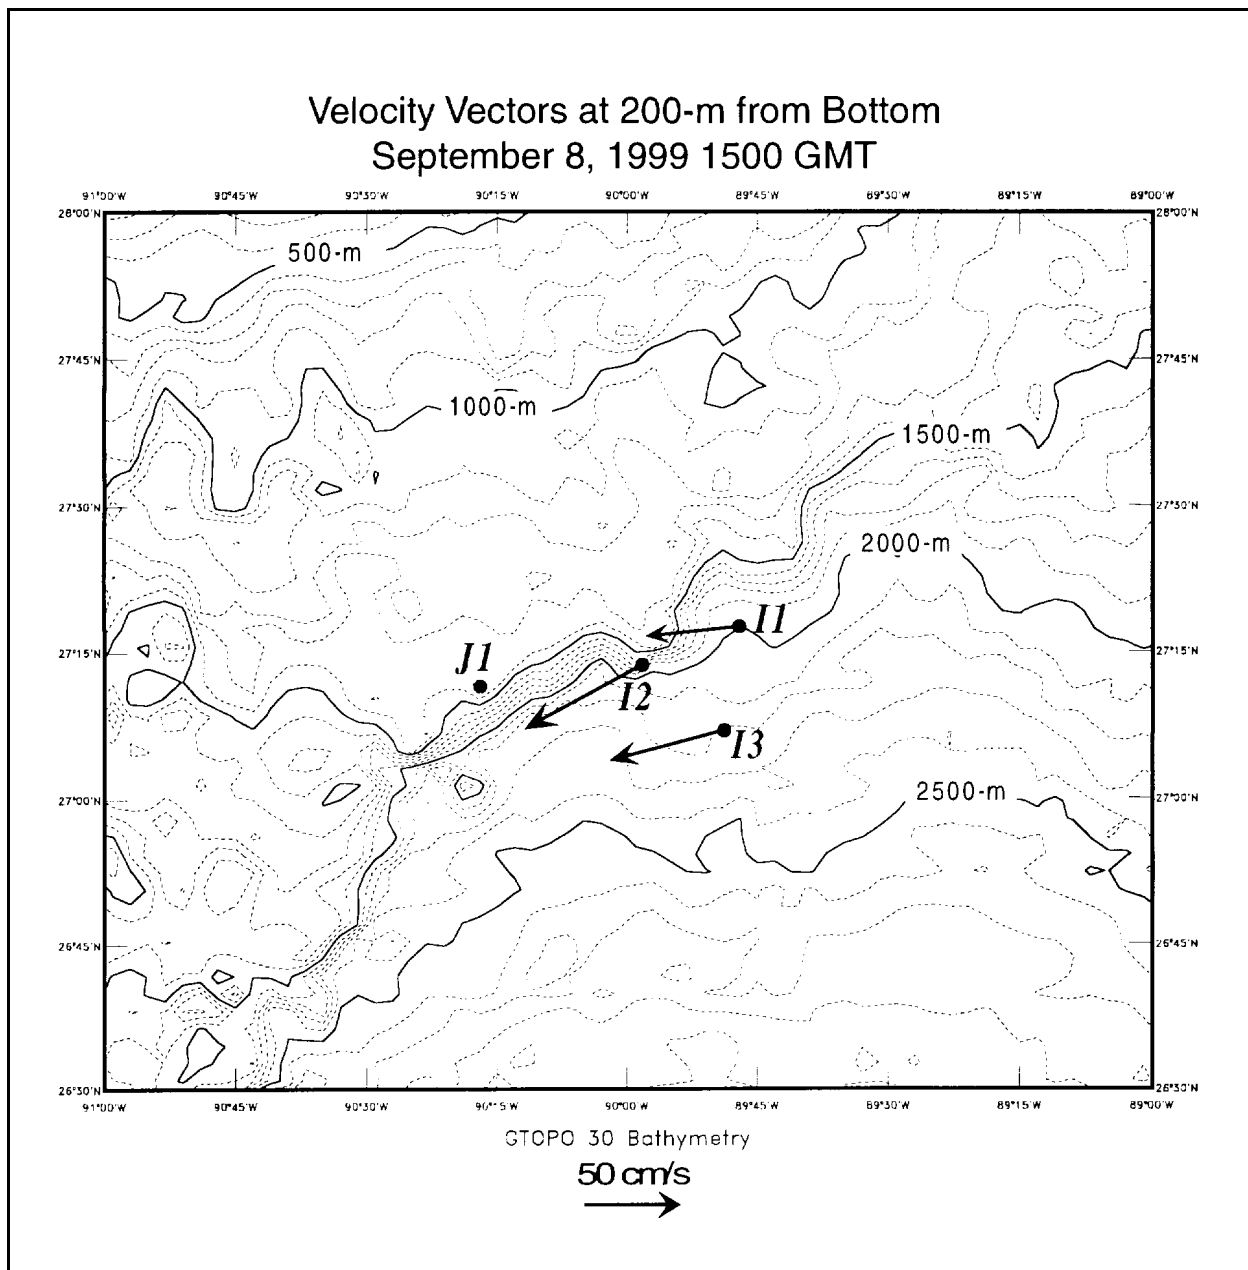 Velocity Vectors at 200-m from Bottom
September 8, 1999 1500 GMT
91°00'W 90°45'W 90°30'W 90°15'W 90°00'W 89°45'W 89°30'W 89°15'W 89°00'W
28°00'N 28°00'N
500-m
27°45'N 27°45'N
1000-m
1500-m
27°30'N 27°30'N
2000-m
I1
27°15'N 27°15'N
J1
I2
I3
27°00'N 27°00'N
2500-m
26°45'N 26°45'N
26°30'N 26°30'N
91°00'W 90°45'W 90°30'W 90°15'W 90°00'W 89°45'W 89°30'W 89°15'W 89°00'W
GTOPO 30 Bathymetry
50 cm/s